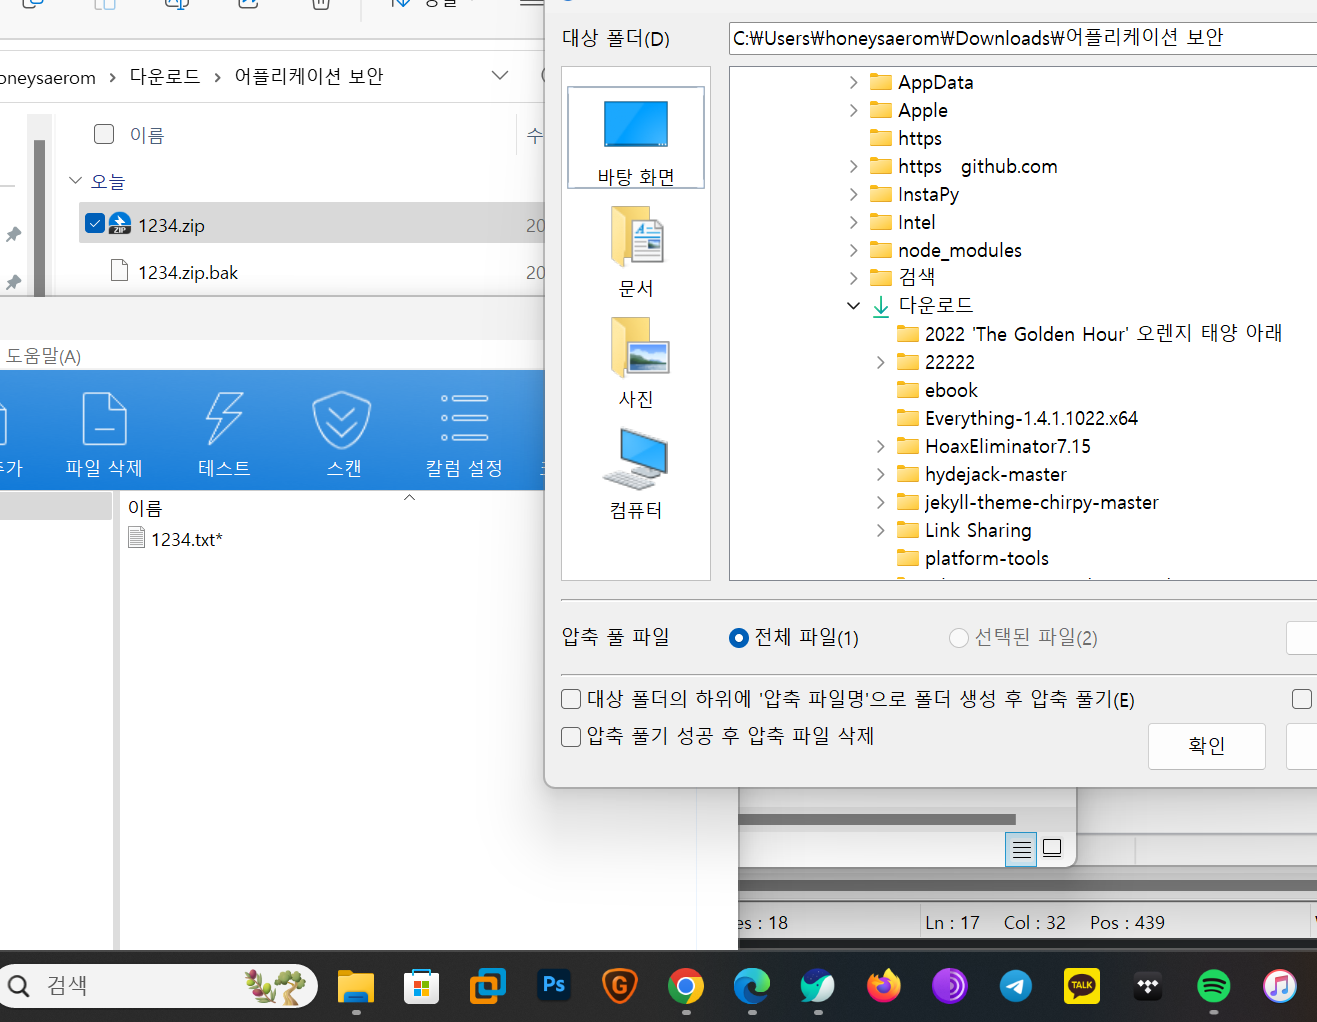 정렬
대상 폴더(D)
C:₩Users₩honeysaerom₩Downloads₩어플리케이션 보안
oneysaerom > 다운로드 > 어플리케이션 보안
이름
수
오늘
1234.zip
20
1234.zip.bak
20
도움말(A)
파일 삭제
테스트
스캔
칼럼 설정
이름
1234.txt*
바탕 화면
문서
사진
컴퓨터
AppData
Apple
https
https github.com
InstaPy
Intel
node_modules
검색
다운로드
2022 'The Golden Hour' 오렌지 태양 아래
22222
ebook
Everything-1.4.1.1022.x64
HoaxEliminator7.15
hydejack-master
jekyll-theme-chirpy-master
Link Sharing
platform-tools
압축 풀 파일
전체 파일(1)
선택된 파일(2)
대상 폴더의 하위에 '압축 파일명'으로 폴더 생성 후 압축 풀기(E)
압축 풀기 성공 후 압축 파일 삭제
확인
es : 18
Ln : 17 Col : 32 Pos : 439
검색
Ps
G
TALK